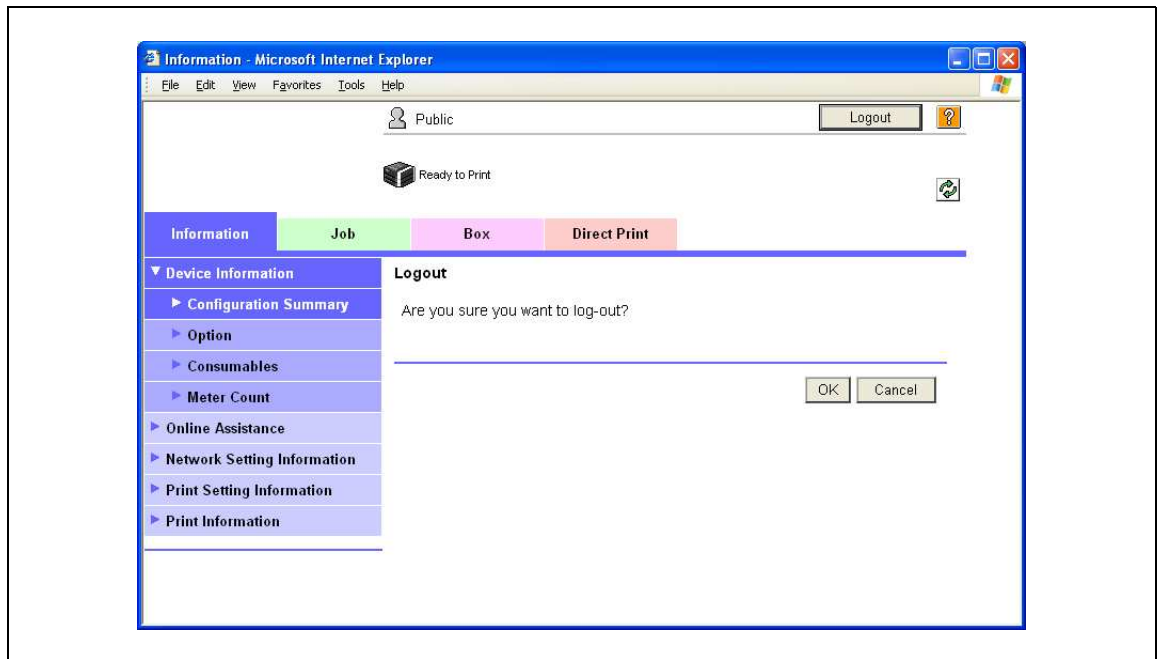 Information - Microsoft Internet Explorer
File Edit View Favorites Tools Help
Public
Logout
?
Ready to Print
Information Job Box Direct Print
Device Information
Configuration Summary
Option
Consumables
Meter Count
Online Assistance
Network Setting Information
Print Setting Information
Print Information
Logout
Are you sure you want to log-out?
OK Cancel